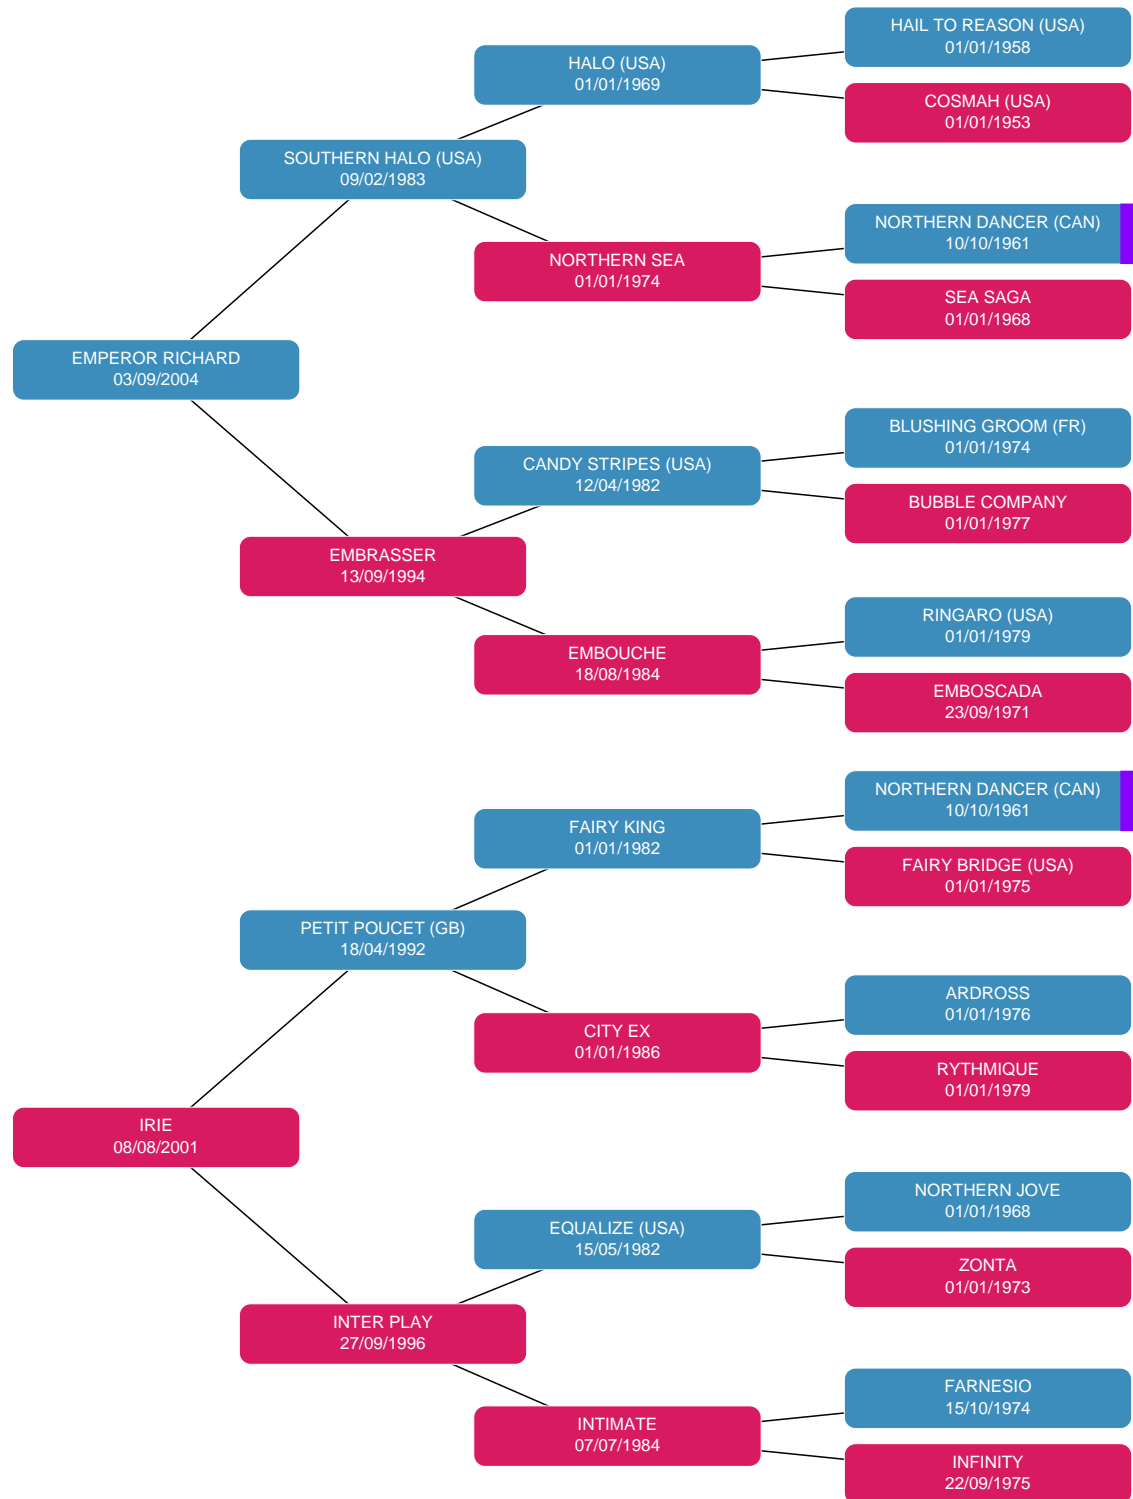 HAIL TO REASON (USA)
01/01/1958
HALO (USA)
01/01/1969
COSMAH (USA)
01/01/1953
SOUTHERN HALO (USA)
09/02/1983
NORTHERN DANCER (CAN)
10/10/1961
NORTHERN SEA
01/01/1974
SEA SAGA
01/01/1968
EMPEROR RICHARD
03/09/2004
BLUSHING GROOM (FR)
01/01/1974
CANDY STRIPES (USA)
12/04/1982
BUBBLE COMPANY
01/01/1977
EMBRASSER
13/09/1994
RINGARO (USA)
01/01/1979
EMBOUCHE
18/08/1984
EMBOSCADA
23/09/1971
NORTHERN DANCER (CAN)
10/10/1961
FAIRY KING
01/01/1982
FAIRY BRIDGE (USA)
01/01/1975
PETIT POUCET (GB)
18/04/1992
ARDROSS
01/01/1976
CITY EX
01/01/1986
RYTHMIQUE
01/01/1979
IRIE
08/08/2001
NORTHERN JOVE
01/01/1968
EQUALIZE (USA)
15/05/1982
ZONTA
01/01/1973
INTER PLAY
27/09/1996
FARNESIO
15/10/1974
INTIMATE
07/07/1984
INFINITY
22/09/1975